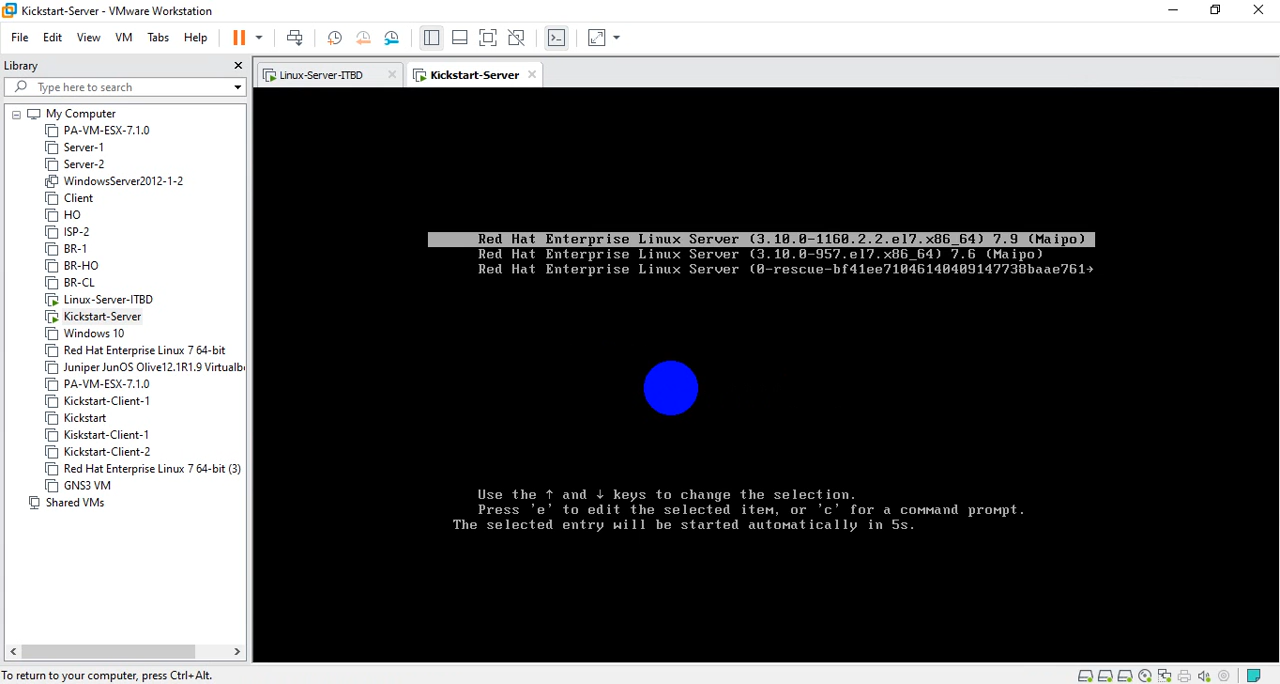 Kickstart-Server - VMware Workstation
File Edit View VM Tabs Help
Library
Type here to search
My Computer
PA-VM-ESX-7.1.0
Server-1
Server-2
WindowsServer2012-1-2
Client
HO
ISP-2
BR-1
BR-HO
BR-CL
Linux-Server-ITBD
Kickstart-Server
Windows 10
Red Hat Enterprise Linux 7 64-bit
Juniper JunOS Olive12.1R1.9 Virtualb
PA-VM-ESX-7.1.0
Kickstart-Client-1
Kickstart
Kiskstart-Client-1
Kickstart-Client-2
Red Hat Enterprise Linux 7 64-bit (3)
GNS3 VM
Shared VMs
Linux-Server-ITBD
Kickstart-Server
Red Hat Enterprise Linux Server (3.10.0-1160.2.2.el7.x86_64) 7.9 (Maipo)
Red Hat Enterprise Linux Server (3.10.0-957.el7.x86_64) 7.6 (Maipo)
Red Hat Enterprise Linux Server (0-rescue-bf41ee71046140409147738baae761→
Use the ↑ and ↓ keys to change the selection.
Press 'e' to edit the selected item, or 'c' for a command prompt.
The selected entry will be started automatically in 5s.
To return to your computer, press Ctrl+Alt.